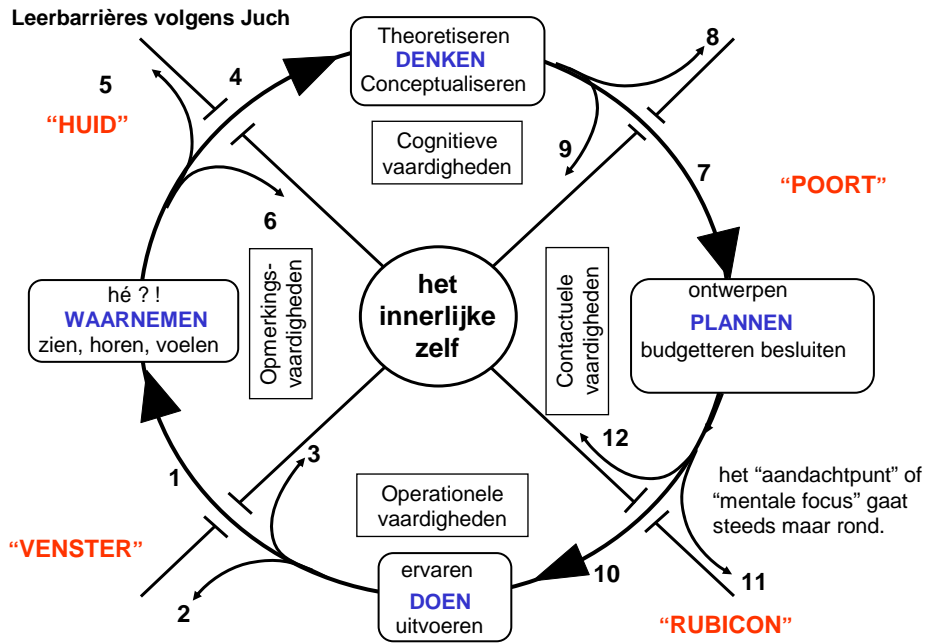 Leerbarrières volgens Juch
Theoretiseren
DENKEN
Conceptualiseren
8
5
4
“HUID”
Cognitieve
vaardigheden
9
7
“POORT”
6
hé ? !
WAARNEMEN
zien, horen, voelen
Opmerkings-
vaardigheden
het
innerlijke
zelf
Contactuele
vaardigheden
ontwerpen
PLANNEN
budgetteren besluiten
12
3
1
Operationele
vaardigheden
het “aandachtpunt” of
“mentale focus” gaat
steeds maar rond.
“VENSTER”
2
ervaren
DOEN
uitvoeren
10
11
“RUBICON”